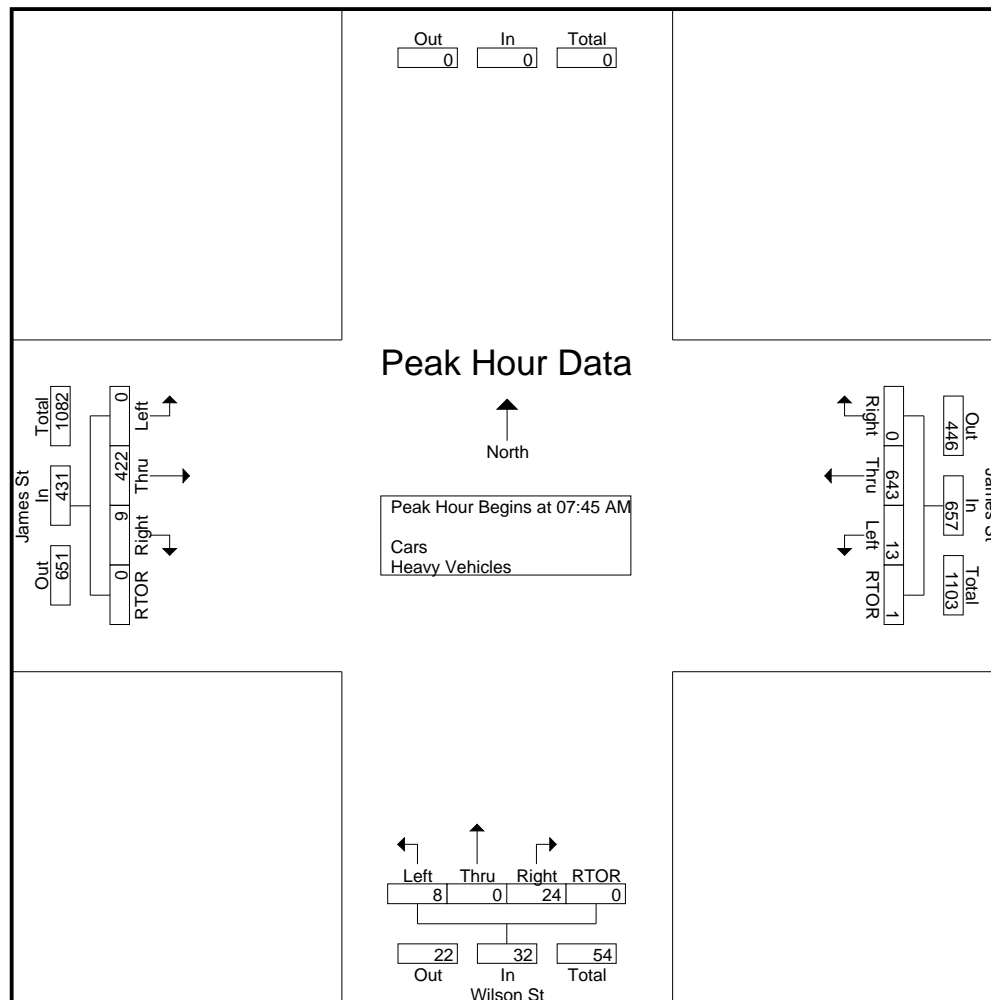 Out In Total
0 0 0
Peak Hour Data
North
Peak Hour Begins at 07:45 AM
Cars
Heavy Vehicles
James St
Total In Out
1082 431 651
0 422 9 0
Left Thru Right RTOR
Right Thru Left RTOR
0 643 13 1
446 657 1103
Out In Total
James St
Left Thru Right RTOR
8 0 24 0
22 32 54
Out In Total
Wilson St